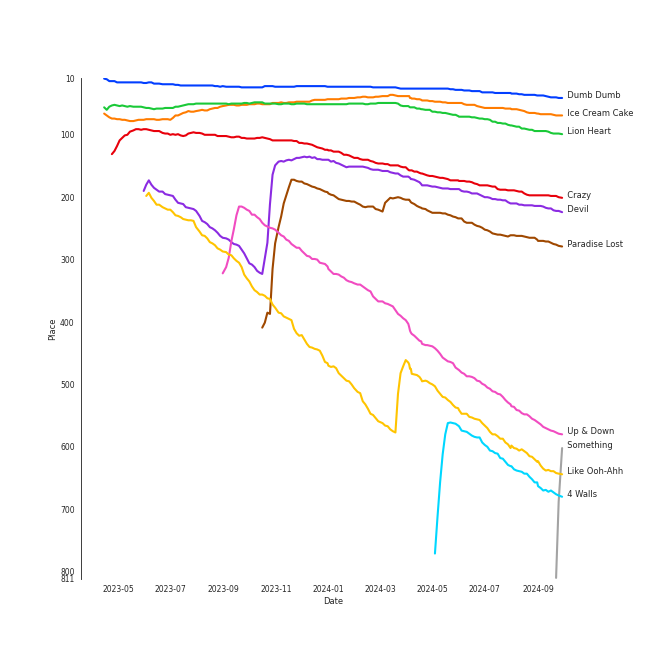 10
Dumb Dumb
Ice Cream Cake
100
Lion Heart
Crazy
200
Devil
Paradise Lost
300
Place
400
500
Up & Down
600
Something
Like Ooh-Ahh
4 Walls
700
800
811
2023-05 2023-07 2023-09 2023-11 2024-01 2024-03 2024-05 2024-07 2024-09
Date